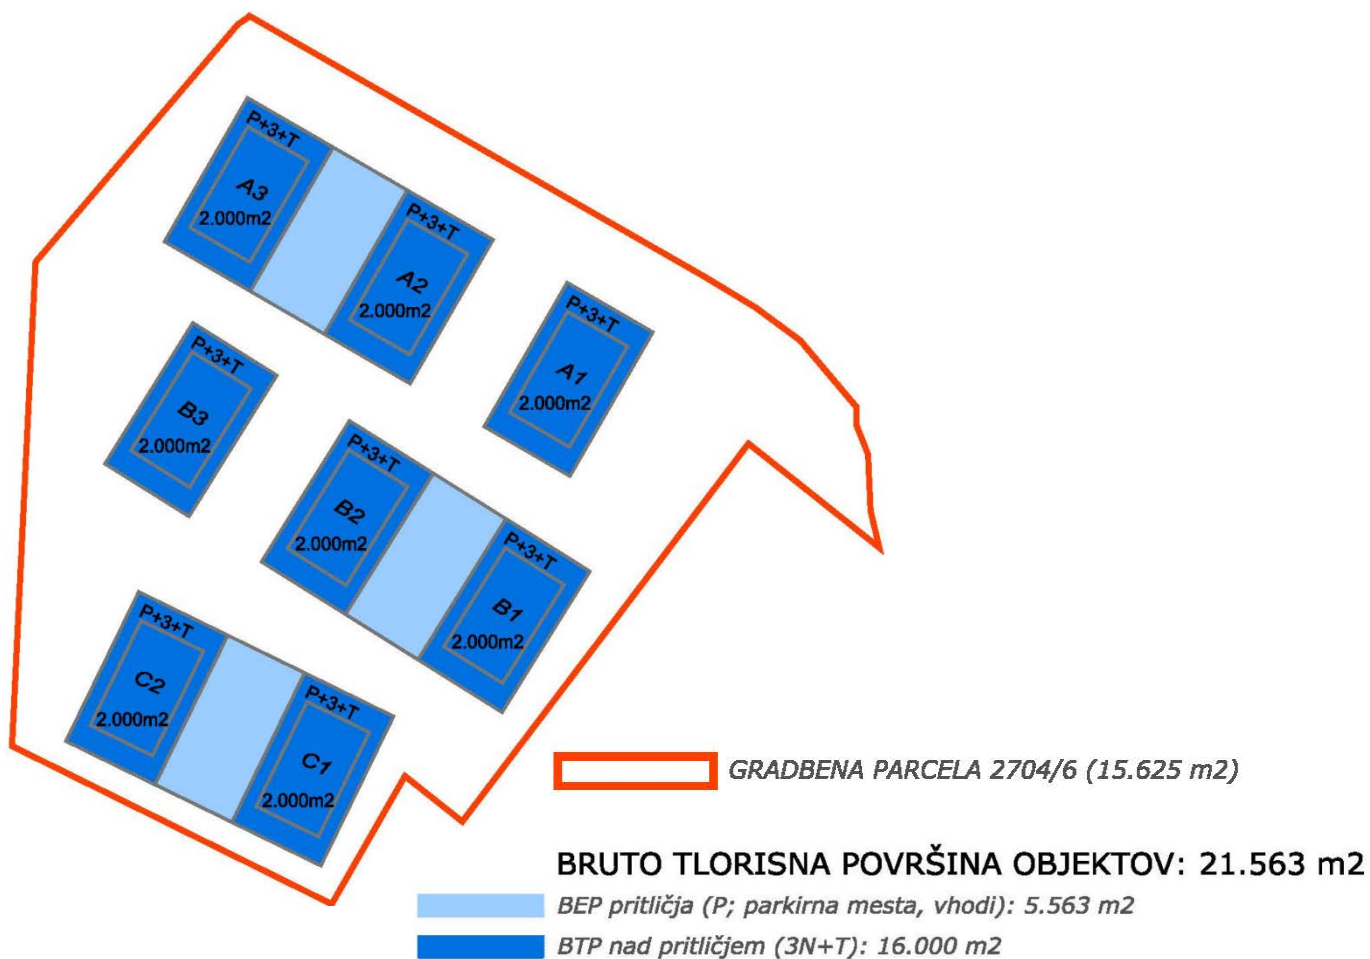 P+3+T
A3
2.000m2
P+3+T
A2
2.000m2
P+3+T
A1
2.000m2
P+3+T
B3
2.000m2
P+3+T
B2
2.000m2
P+3+T
B1
2.000m2
P+3+T
C2
2.000m2
P+3+T
C1
2.000m2
GRADBENA PARCELA 2704/6 (15.625 m2)
BRUTO TLORISNA POVRŠINA OBJEKTOV: 21.563 m2
BEP pritličja (P; parkirna mesta, vhodi): 5.563 m2
BTP nad pritličjem (3N+T): 16.000 m2